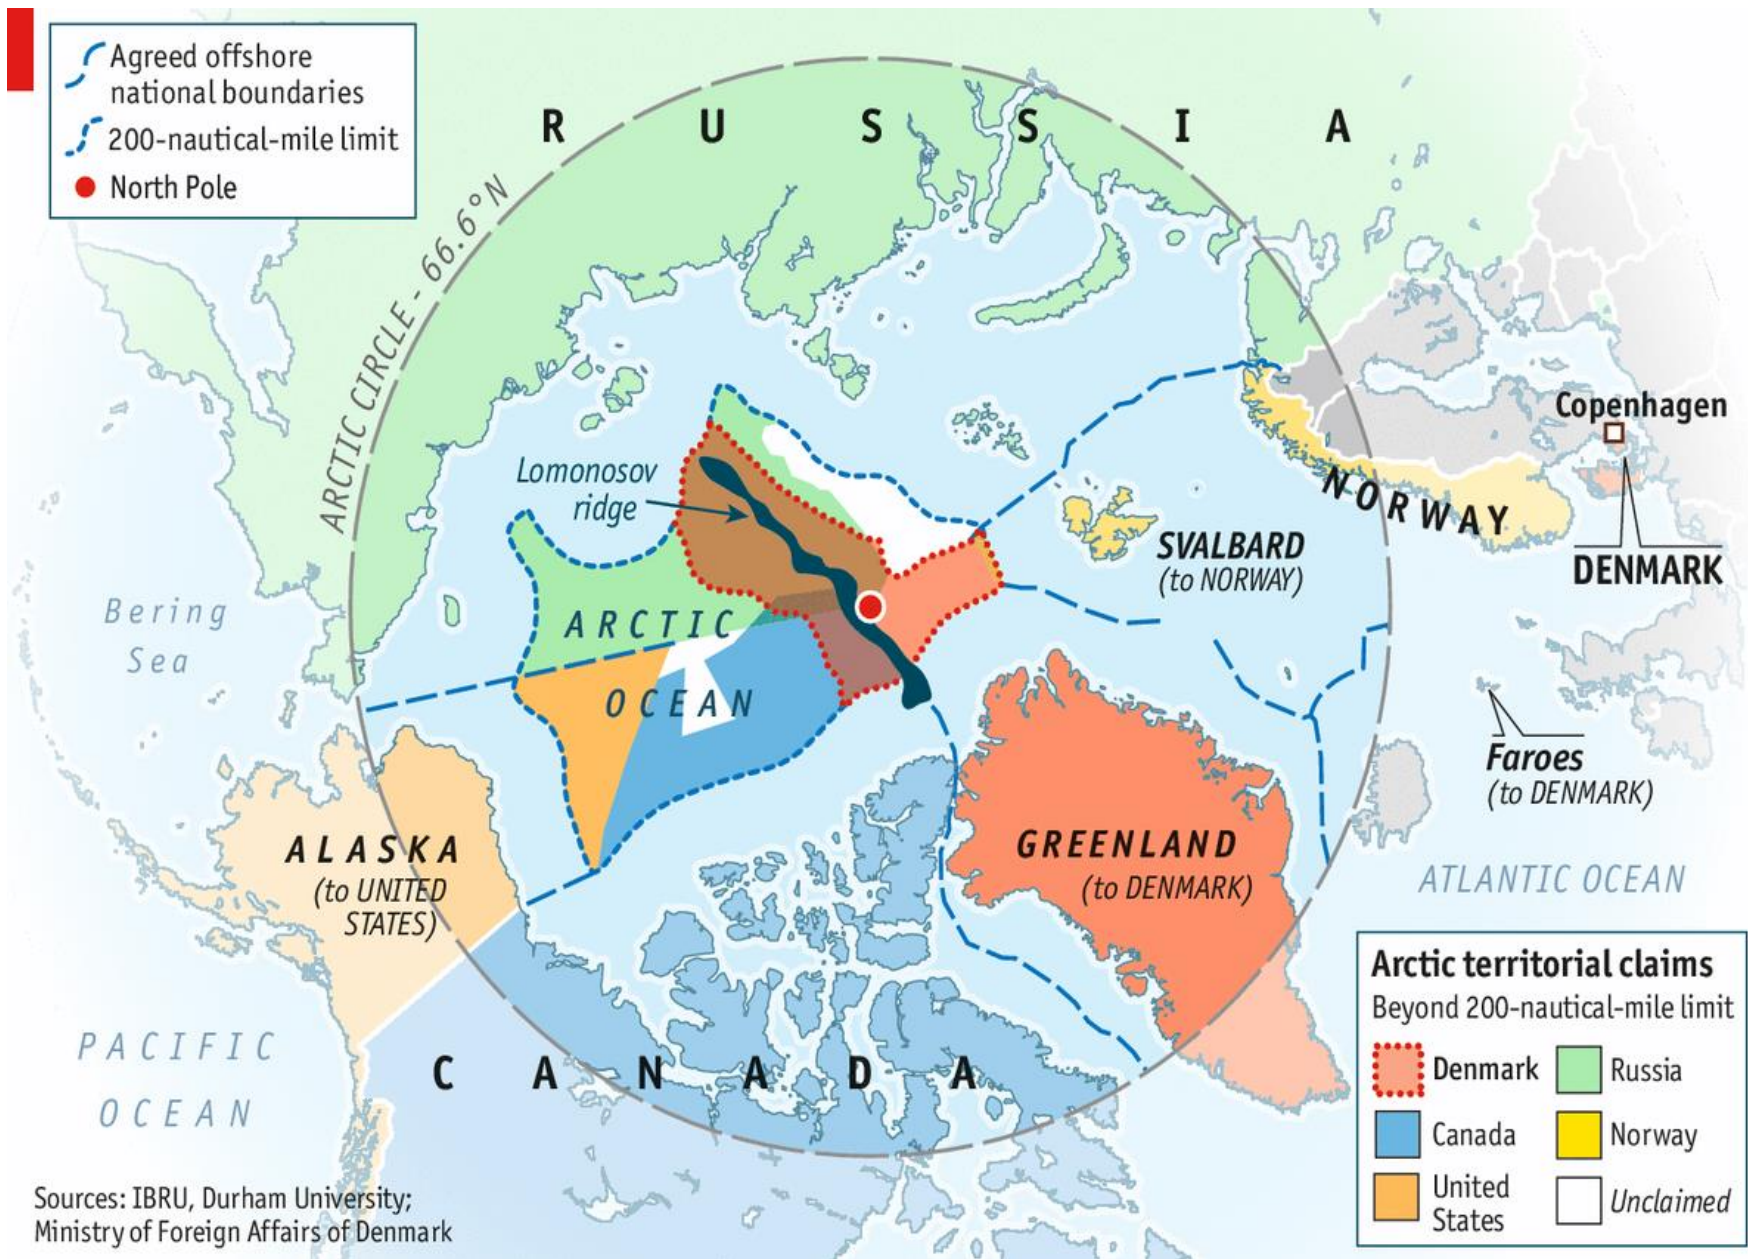 Agreed offshore
national boundaries
200-nautical-mile limit
North Pole
RUSSIA
ARCTIC CIRCLE - 66.6°N
Copenhagen
Lomonosov
ridge
NORWAY
SVALBARD
(to NORWAY)
DENMARK
Bering
Sea
ARCTIC
OCEAN
Faroes
(to DENMARK)
ALASKA
(to UNITED
STATES)
GREENLAND
(to DENMARK)
ATLANTIC OCEAN
PACIFIC
OCEAN
CANADA
Arctic territorial claims
Beyond 200-nautical-mile limit
Denmark
Russia
Canada
Norway
United
States
Unclaimed
Sources: IBRU, Durham University;
Ministry of Foreign Affairs of Denmark